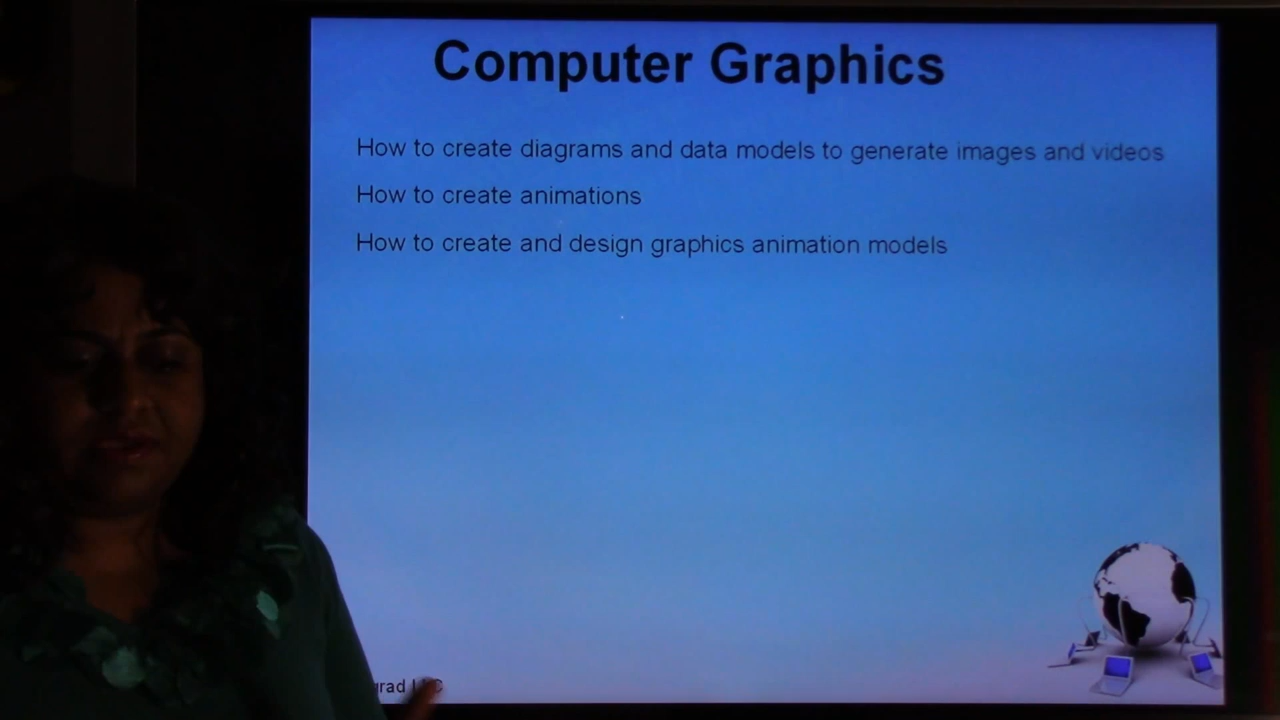 Computer Graphics
How to create diagrams and data models to generate images and videos
How to create animations
How to create and design graphics animation models